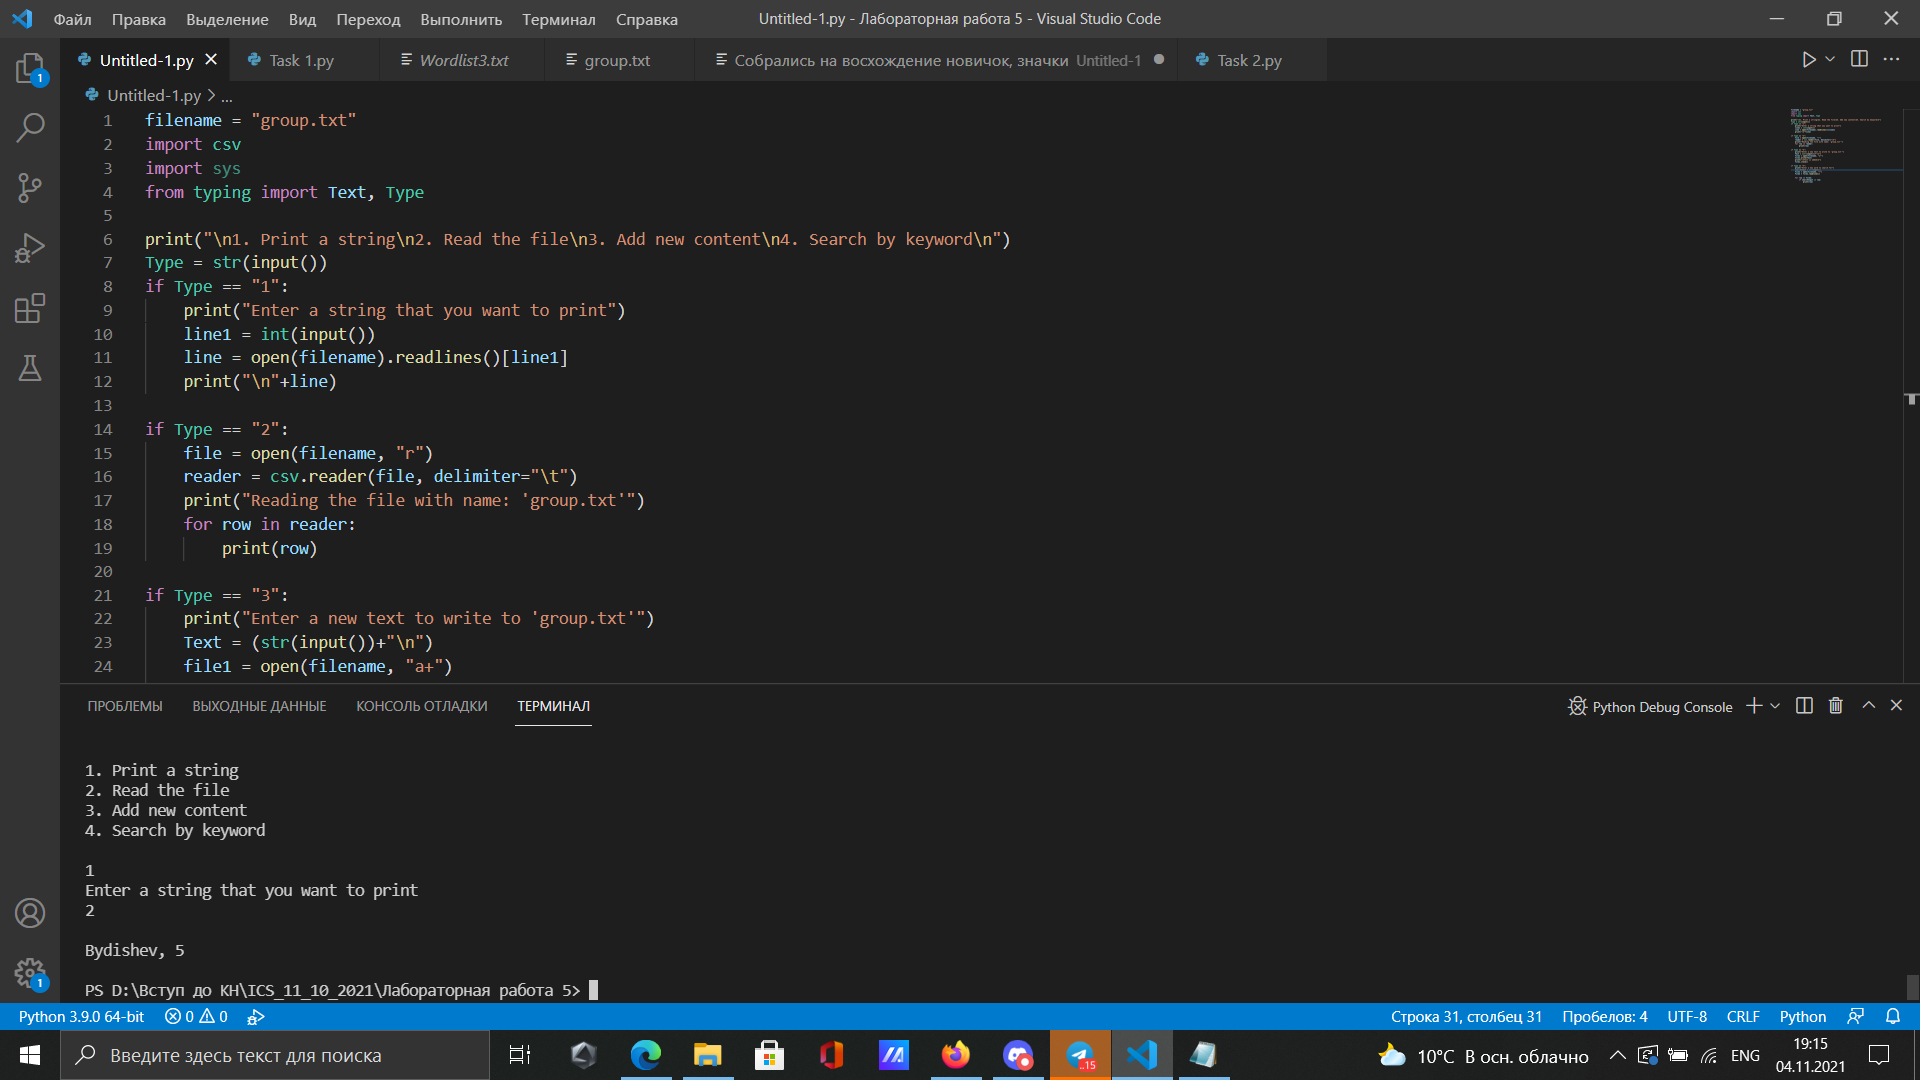 Файл Правка Выделение Вид Переход Выполнить Терминал Справка Untitled-1.py - Лабораторная работа 5 - Visual Studio Code
Untitled-1.py Task 1.py Wordlist3.txt group.txt Собрались на восхождение новичок, значки Untitled-1 Task 2.py
Untitled-1.py > ...
1 filename = "group.txt"
2 import csv
3 import sys
4 from typing import Text, Type
5
6 print("\n1. Print a string\n2. Read the file\n3. Add new content\n4. Search by keyword\n")
7 Type = str(input())
8 if Type == "1":
9 print("Enter a string that you want to print")
10 line1 = int(input())
11 line = open(filename).readlines()[line1]
12 print("\n"+line)
13
14 if Type == "2":
15 file = open(filename, "r")
16 reader = csv.reader(file, delimiter="\t")
17 print("Reading the file with name: 'group.txt'")
18 for row in reader:
19 print(row)
20
21 if Type == "3":
22 print("Enter a new text to write to 'group.txt'")
23 Text = (str(input())+"\n")
24 file1 = open(filename, "a+")
ПРОБЛЕМЫ ВЫХОДНЫЕ ДАННЫЕ КОНСОЛЬ ОТЛАДКИ ТЕРМИНАЛ Python Debug Console
1. Print a string
2. Read the file
3. Add new content
4. Search by keyword
1
Enter a string that you want to print
2
Bydishev, 5
PS D:\Вступ до КН\ICS_11_10_2021\Лабораторная работа 5>
Python 3.9.0 64-bit 0 0 Строка 31, столбец 31 Пробелов: 4 UTF-8 CRLF Python
Введите здесь текст для поиска 10°C В осн. облачно ENG 19:15
04.11.2021